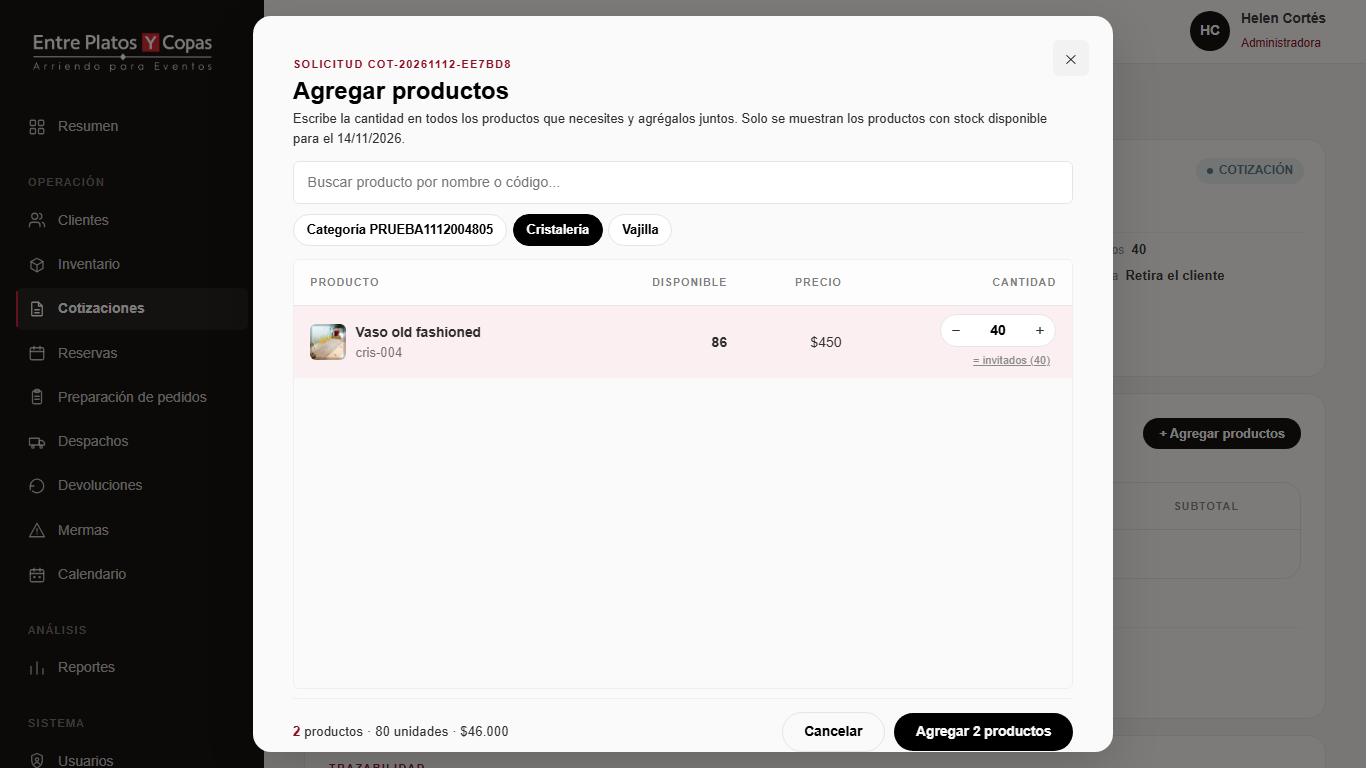 Entre Platos Y Copas
Arriendo para Eventos
Resumen
OPERACIÓN
Clientes
Inventario
Cotizaciones
Reservas
Preparación de pedidos
Despachos
Devoluciones
Mermas
Calendario
ANÁLISIS
Reportes
SISTEMA
Usuarios
HC
Helen Cortés
Administradora
SOLICITUD COT-20261112-EE7BD8
Agregar productos
Escribe la cantidad en todos los productos que necesites y agrégalos juntos. Solo se muestran los productos con stock disponible
para el 14/11/2026.
Buscar producto por nombre o código...
Categoría PRUEBA1112004805 Cristalería Vajilla
PRODUCTO DISPONIBLE PRECIO CANTIDAD
Vaso old fashioned
cris-004
86 $450 − 40 +
= invitados (40)
2 productos · 80 unidades · $46.000
Cancelar Agregar 2 productos
COTIZACIÓN
os 40
a Retira el cliente
+ Agregar productos
SUBTOTAL
TRAZABILIDAD